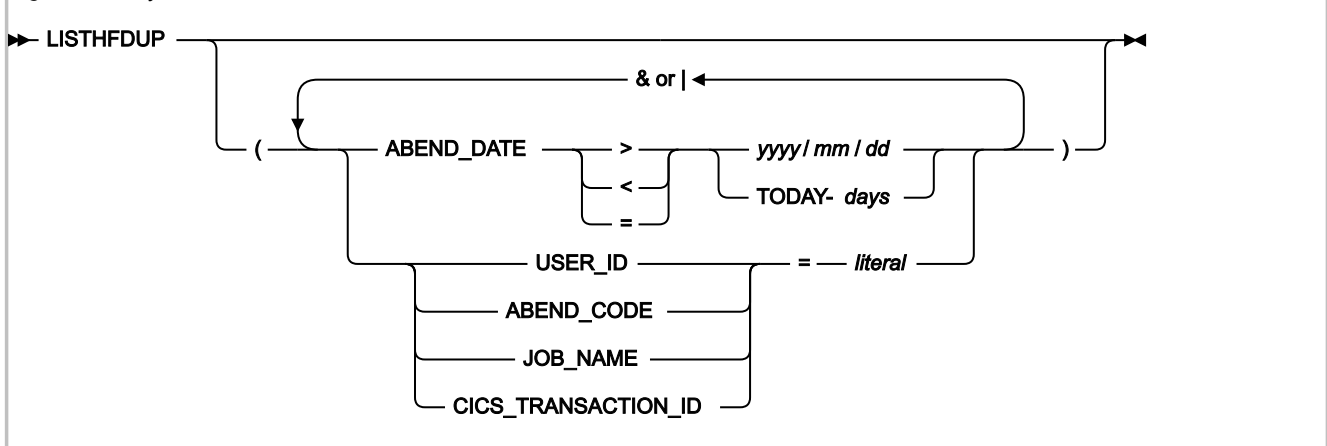 LISTHFDUP
& or |
( ABEND_DATE > yyyy / mm / dd )
< TODAY- days
=
USER_ID = literal
ABEND_CODE
JOB_NAME
CICS_TRANSACTION_ID